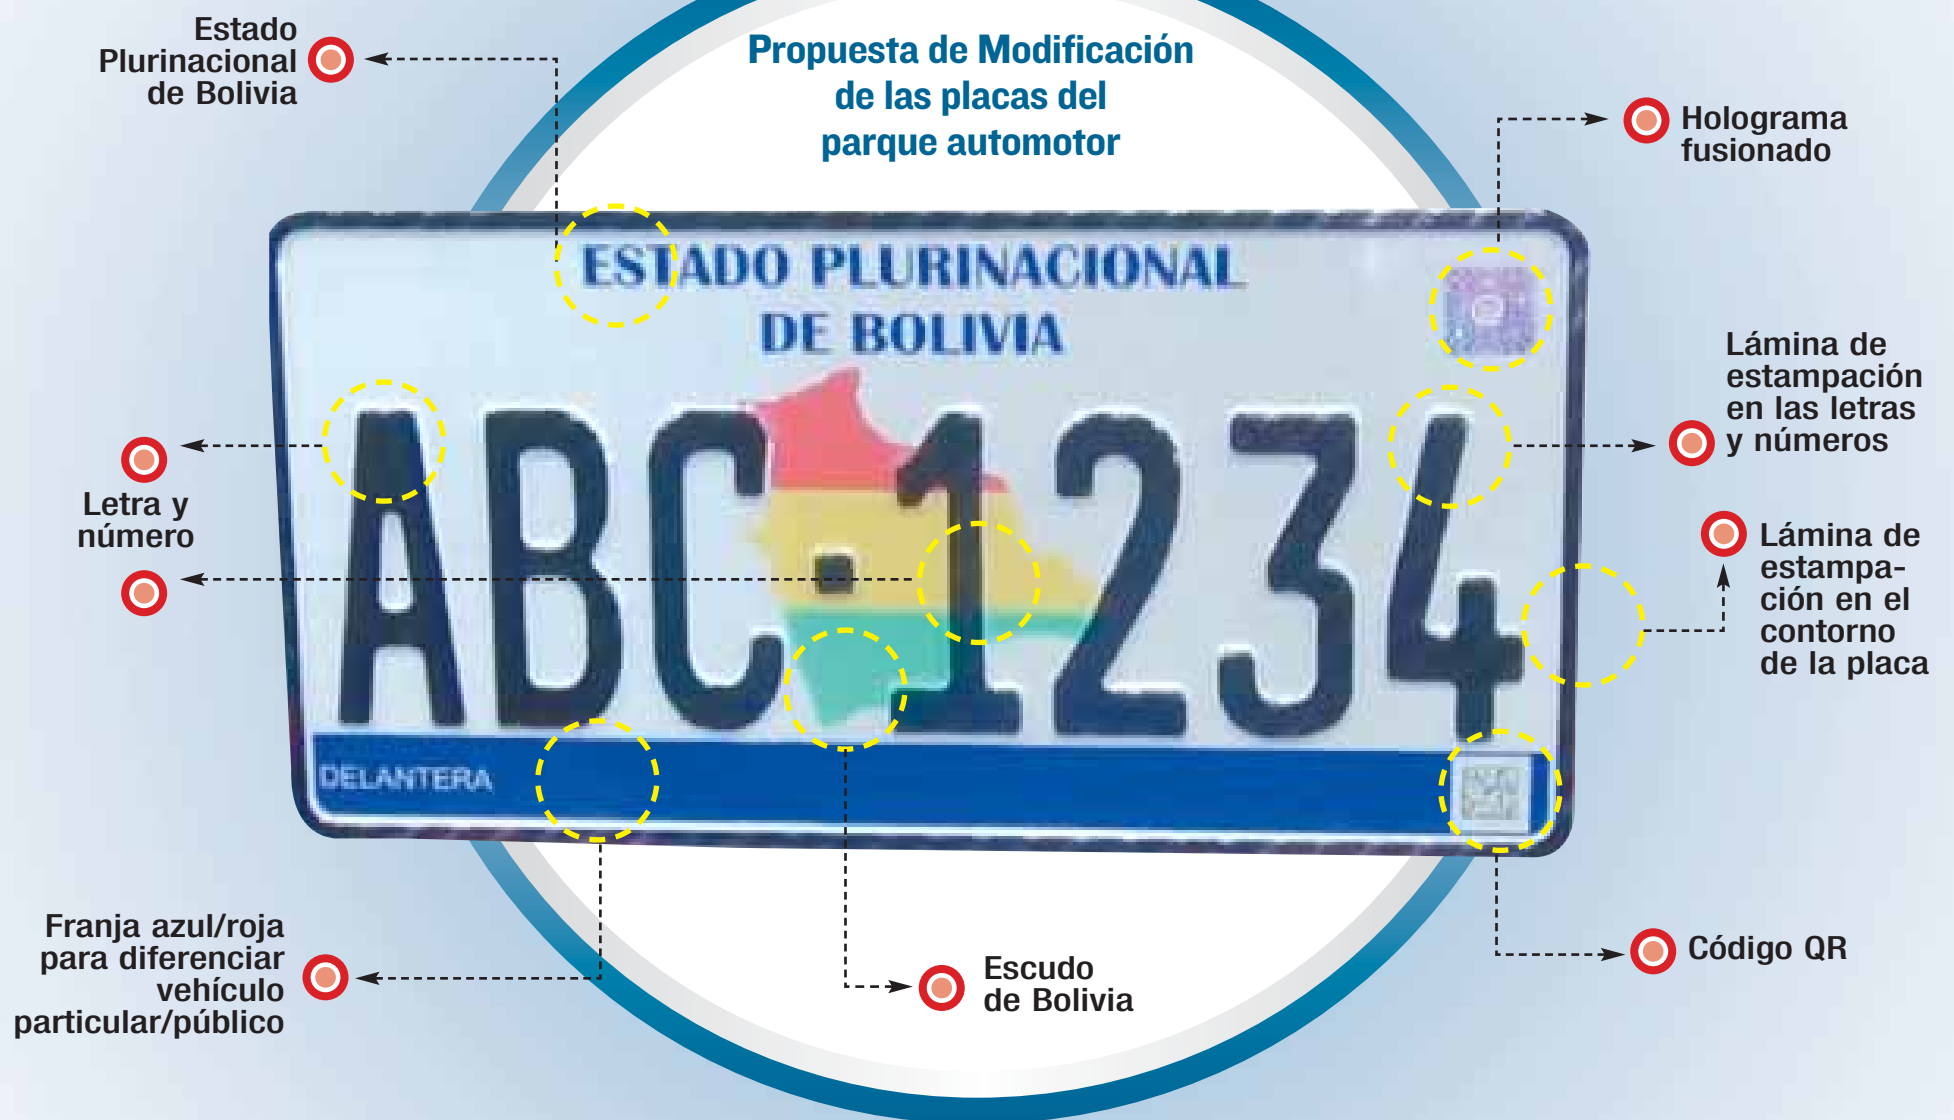 Estado
Plurinacional
de Bolivia
Propuesta de Modificación
de las placas del
parque automotor
Holograma
fusionado
ESTADO PLURINACIONAL
DE BOLIVIA
Lámina de
estampación
en las letras
y números
ABC·1234
Letra y
número
Lámina de
estampa-
ción en el
contorno
de la placa
DELANTERA
Franja azul/roja
para diferenciar
vehículo
particular/público
Escudo
de Bolivia
Código QR